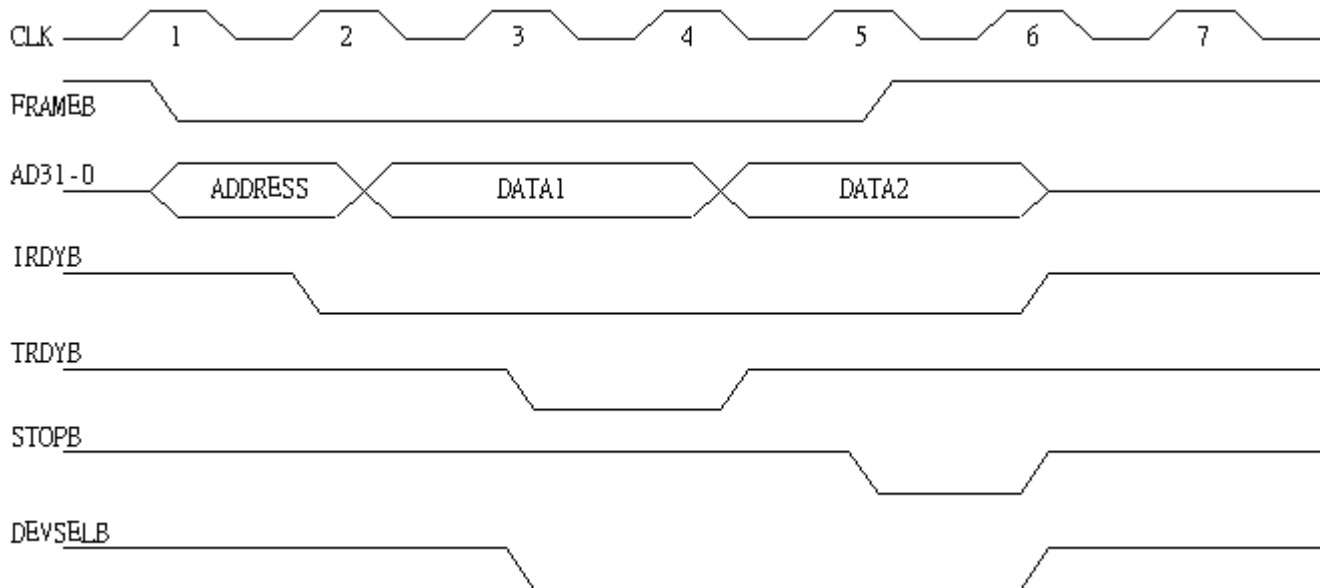 CLK 1 2 3 4 5 6 7
FRAMEB
AD31-0 ADDRESS DATA1 DATA2
IRDYB
TRDYB
STOPB
DEVSELB